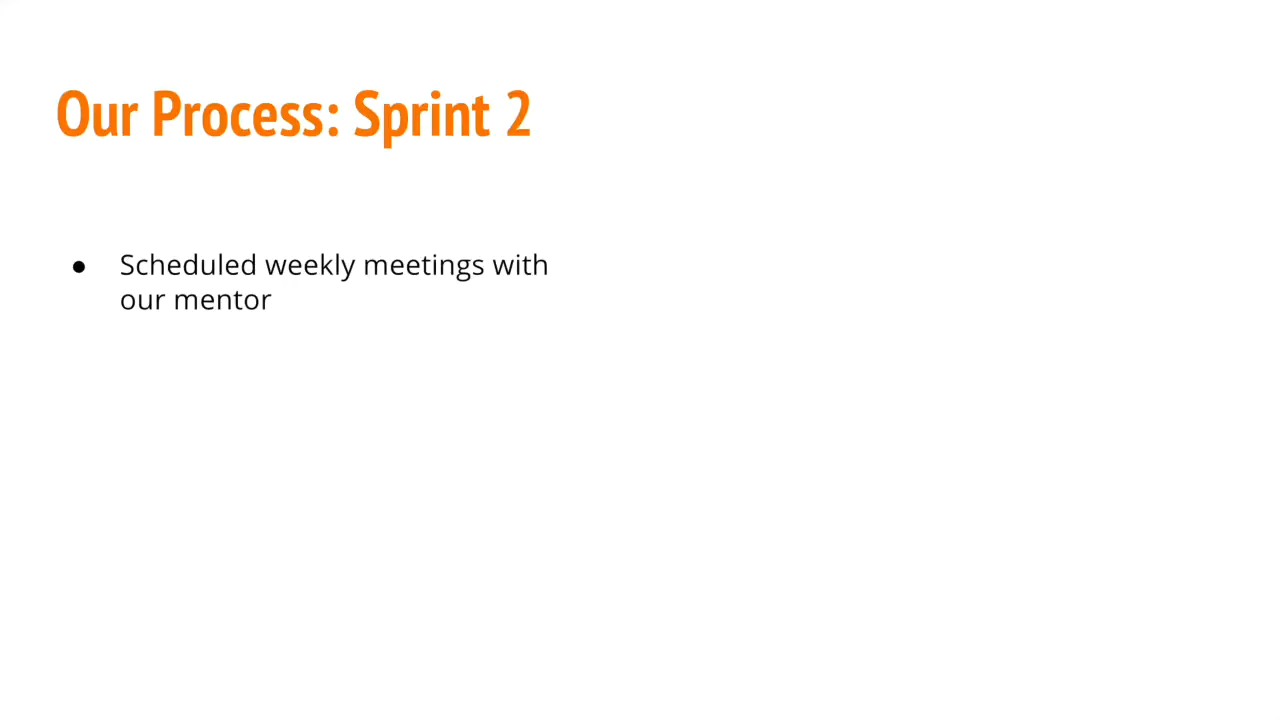 Our Process: Sprint 2
● Scheduled weekly meetings with
our mentor